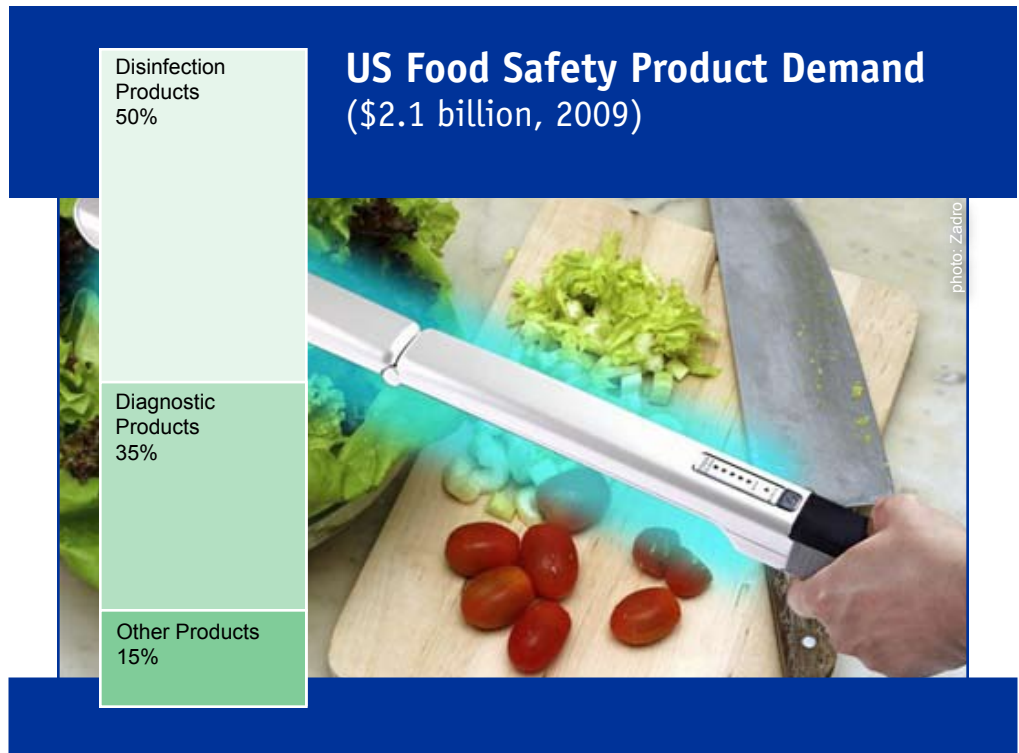 US Food Safety Product Demand
($2.1 billion, 2009)
Disinfection
Products
50%
Diagnostic
Products
35%
Other Products
15%
photo: Zadro